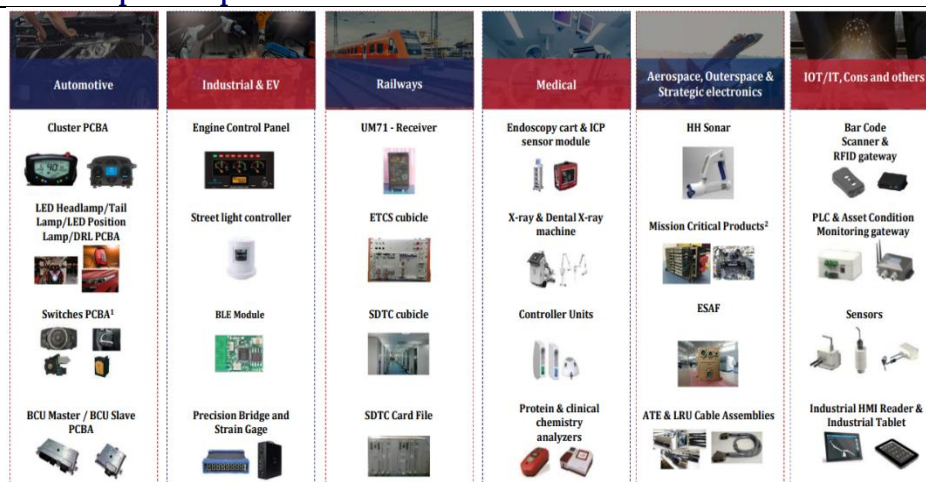 Automotive
Cluster PCBA
LED Headlamp/Tail
Lamp/LED Position
Lamp/DRL PCBA
Switches PCBA¹
BCU Master / BCU Slave
PCBA
Industrial & EV
Engine Control Panel
Street light controller
BLE Module
Precision Bridge and
Strain Gage
Railways
UM71 - Receiver
ETCS cubicle
SDTC cubicle
SDTC Card File
Medical
Endoscopy cart & ICP
sensor module
X-ray & Dental X-ray
machine
Controller Units
Protein & clinical
chemistry
analyzers
Aerospace, Outerspace &
Strategic electronics
HH Sonar
Mission Critical Products²
ESAF
ATE & LRU Cable Assemblies
IOT/IT, Cons and others
Bar Code
Scanner &
RFID gateway
PLC & Asset Condition
Monitoring gateway
Sensors
Industrial HMI Reader &
Industrial Tablet